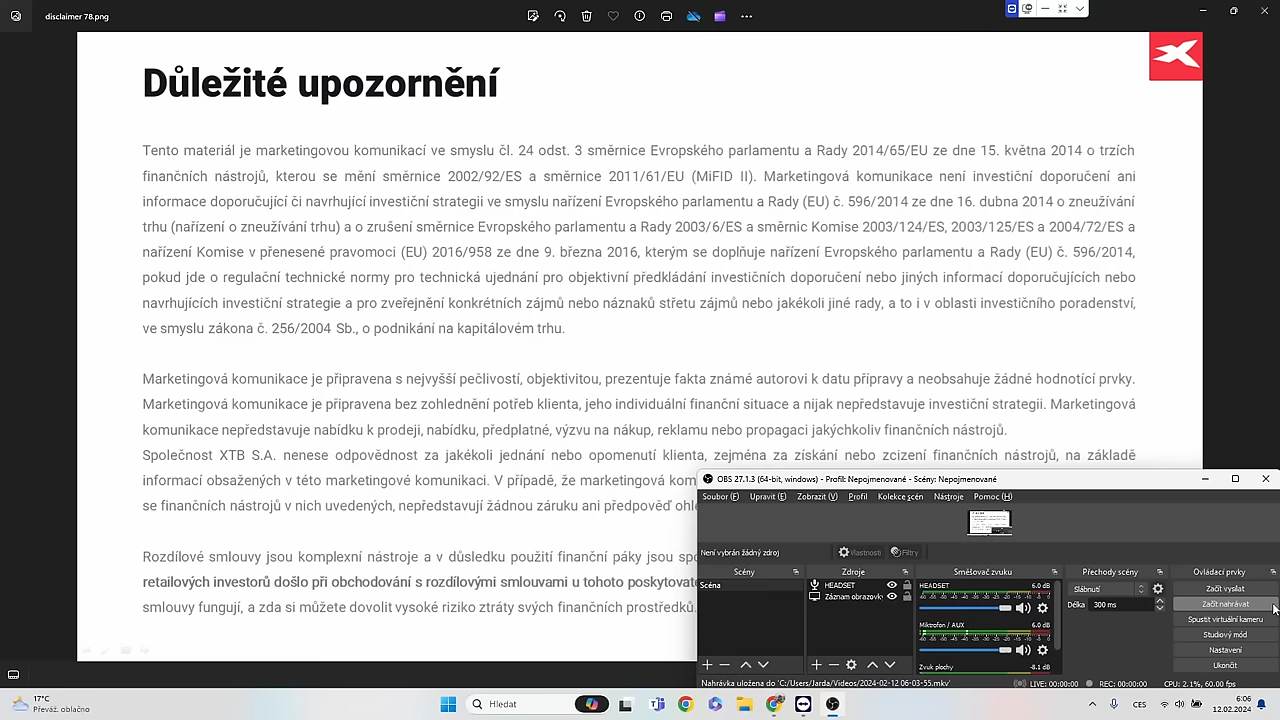 disclaimer 78.png
Důležité upozornění
Tento materiál je marketingovou komunikací ve smyslu čl. 24 odst. 3 směrnice Evropského parlamentu a Rady 2014/65/EU ze dne 15. května 2014 o trzích
finančních nástrojů, kterou se mění směrnice 2002/92/ES a směrnice 2011/61/EU (MiFID II). Marketingová komunikace není investiční doporučení ani
informace doporučující či navrhující investiční strategii ve smyslu nařízení Evropského parlamentu a Rady (EU) č. 596/2014 ze dne 16. dubna 2014 o zneužívání
trhu (nařízení o zneužívání trhu) a o zrušení směrnice Evropského parlamentu a Rady 2003/6/ES a směrnic Komise 2003/124/ES, 2003/125/ES a 2004/72/ES a
nařízení Komise v přenesené pravomoci (EU) 2016/958 ze dne 9. března 2016, kterým se doplňuje nařízení Evropského parlamentu a Rady (EU) č. 596/2014,
pokud jde o regulační technické normy pro technická ujednání pro objektivní předkládání investičních doporučení nebo jiných informací doporučujících nebo
navrhujících investiční strategie a pro zveřejnění konkrétních zájmů nebo náznaků střetu zájmů nebo jakékoli jiné rady, a to i v oblasti investičního poradenství,
ve smyslu zákona č. 256/2004 Sb., o podnikání na kapitálovém trhu.
Marketingová komunikace je připravena s nejvyšší pečlivostí, objektivitou, prezentuje fakta známé autorovi k datu přípravy a neobsahuje žádné hodnotící prvky.
Marketingová komunikace je připravena bez zohlednění potřeb klienta, jeho individuální finanční situace a nijak nepředstavuje investiční strategii. Marketingová
komunikace nepředstavuje nabídku k prodeji, nabídku, předplatné, výzvu na nákup, reklamu nebo propagaci jakýchkoliv finančních nástrojů.
Společnost XTB S.A. nenese odpovědnost za jakékoli jednání nebo opomenutí klienta, zejména za získání nebo zcizení finančních nástrojů, na základě
informací obsažených v této marketingové komunikaci. V případě, že marketingová kom
se finančních nástrojů v nich uvedených, nepředstavují žádnou záruku ani předpověď ohle
Rozdílové smlouvy jsou komplexní nástroje a v důsledku použití finanční páky jsou spo
retailových investorů došlo při obchodování s rozdílovými smlouvami u tohoto poskytovate
smlouvy fungují, a zda si můžete dovolit vysoké riziko ztráty svých finančních prostředků.
OBS 27.1.3 (64-bit, windows) - Profil: Nepojmenované - Scény: Nepojmenované
Soubor (F) Upravit (E) Zobrazit (V) Profil Kolekce scén Nástroje Pomoc (H)
Není vybrán žádný zdroj Vlastnosti Filtry
Scény Zdroje Směšovač zvuku Přechody scény Ovládací prvky
Scéna HEADSET HEADSET 6.0 dB Slábnutí Začít vysílat
Záznam obrazovky Délka 300 ms Začít nahrávat
Mikrofon / AUX 6.0 dB Spustit virtuální kameru
Studiový mód
Nastavení
Zvuk plochy -8.1 dB Ukončit
Nahrávka uložena do 'C:/Users/Jarda/Videos/2024-02-12 06-03-55.mkv' LIVE: 00:00:00 REC: 00:00:00 CPU: 2.1%, 60.00 fps
17°C
Převáž. oblačno
Hledat
CES
6:06
12.02.2024